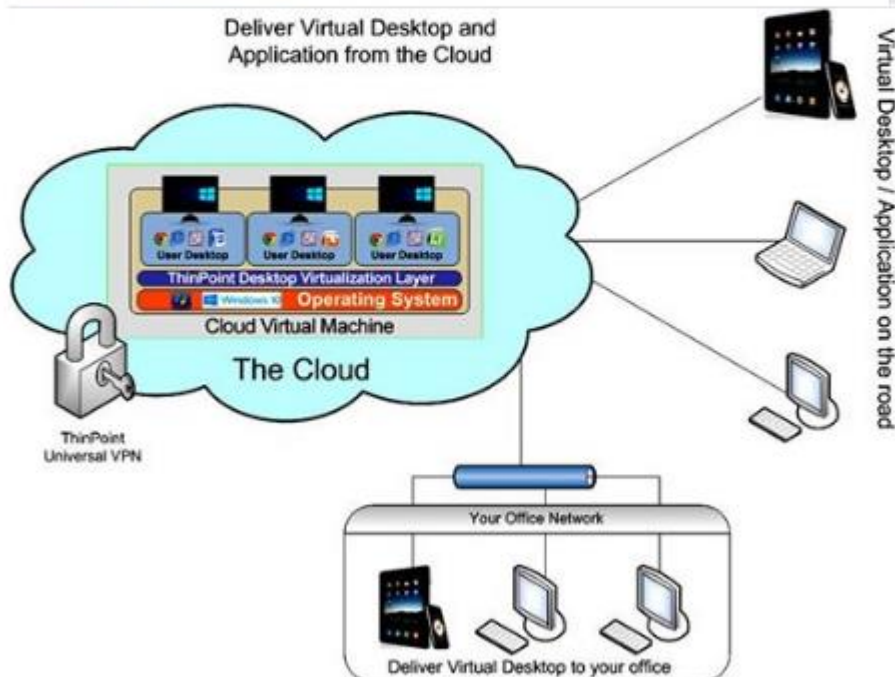 Deliver Virtual Desktop and
Application from the Cloud
Virtual Desktop / Application on the road
User Desktop
User Desktop
User Desktop
ThinPoint Desktop Virtualization Layer
Windows 10
Operating System
Cloud Virtual Machine
The Cloud
ThinPoint
Universal VPN
Your Office Network
Deliver Virtual Desktop to your office